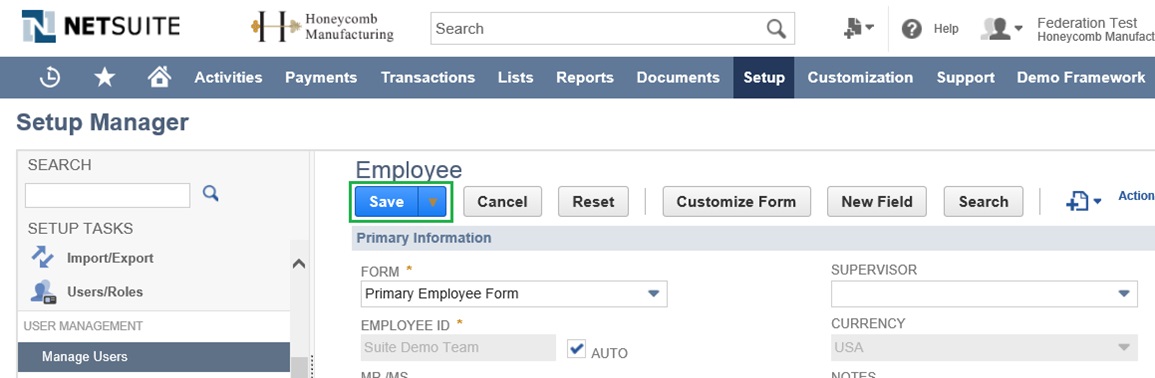 NETSUITE
H
Honeycomb
Manufacturing
Search
Help
Federation Test
Honeycomb Manufact
Activities Payments Transactions Lists Reports Documents Setup Customization Support Demo Framework
Setup Manager
SEARCH
SETUP TASKS
Import/Export
Users/Roles
USER MANAGEMENT
Manage Users
Employee
Save Cancel Reset Customize Form New Field Search Action
Primary Information
FORM *
Primary Employee Form
SUPERVISOR
EMPLOYEE ID *
Suite Demo Team
AUTO
CURRENCY
USA
MR./MS
NOTES